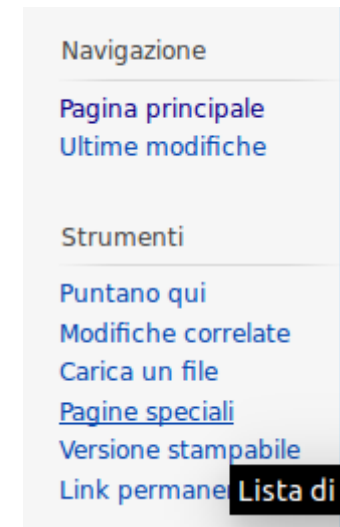 Navigazione
Pagina principale
Ultime modifiche
Strumenti
Puntano qui
Modifiche correlate
Carica un file
Pagine speciali
Versione stampabile
Link permane
Lista di